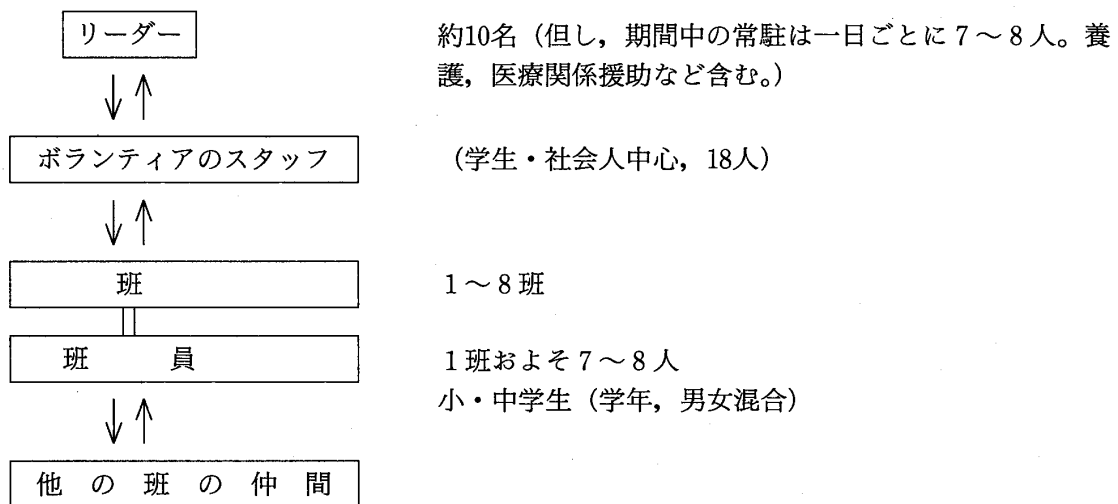 リーダー
約10名（但し，期間中の常駐は一日ごとに7～8人。養
護，医療関係援助など含む。）
ボランティアのスタッフ
（学生・社会人中心，18人）
班
1～8班
班　員
1班およそ7～8人
小・中学生（学年，男女混合）
他の班の仲間